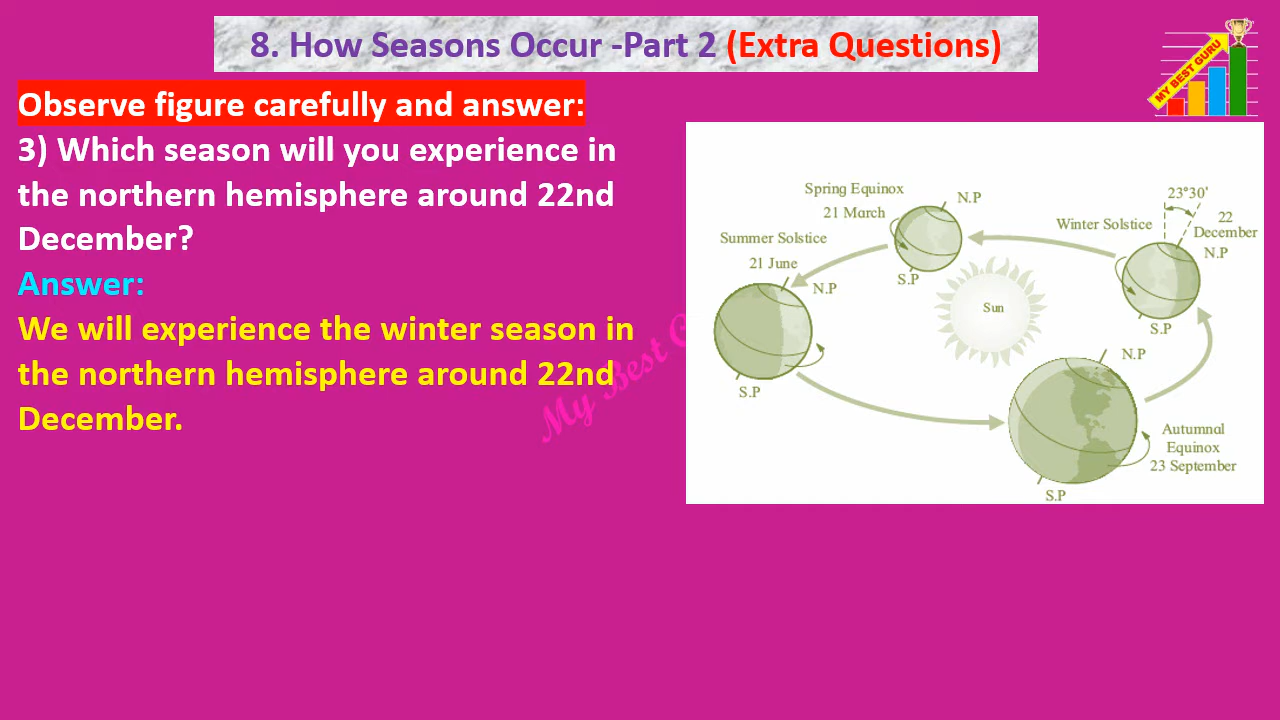 8. How Seasons Occur -Part 2 (Extra Questions)
MY BEST GURU
Observe figure carefully and answer:
3) Which season will you experience in
the northern hemisphere around 22nd
December?
Answer:
We will experience the winter season in
the northern hemisphere around 22nd
December.
My Best
Spring Equinox
21 March
N.P
S.P
Summer Solstice
21 June
N.P
S.P
Sun
Winter Solstice
23°30'
22
December
N.P
S.P
N.P
Autumnal
Equinox
23 September
S.P